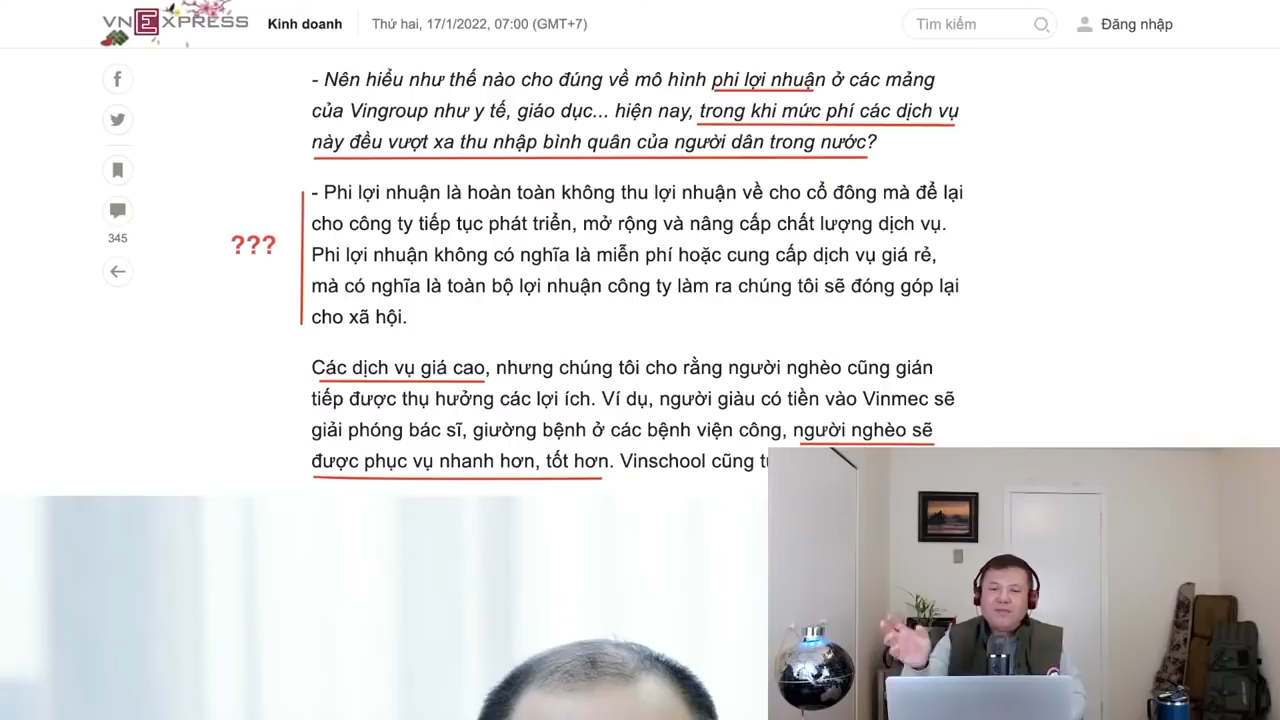 VNEXPRESS Kinh doanh Thứ hai, 17/1/2022, 07:00 (GMT+7) Tìm kiếm Đăng nhập
- Nên hiểu như thế nào cho đúng về mô hình phi lợi nhuận ở các mảng
của Vingroup như y tế, giáo dục... hiện nay, trong khi mức phí các dịch vụ
này đều vượt xa thu nhập bình quân của người dân trong nước?
- Phi lợi nhuận là hoàn toàn không thu lợi nhuận về cho cổ đông mà để lại
cho công ty tiếp tục phát triển, mở rộng và nâng cấp chất lượng dịch vụ.
345
???
Phi lợi nhuận không có nghĩa là miễn phí hoặc cung cấp dịch vụ giá rẻ,
mà có nghĩa là toàn bộ lợi nhuận công ty làm ra chúng tôi sẽ đóng góp lại
cho xã hội.
Các dịch vụ giá cao, nhưng chúng tôi cho rằng người nghèo cũng gián
tiếp được thụ hưởng các lợi ích. Ví dụ, người giàu có tiền vào Vinmec sẽ
giải phóng bác sĩ, giường bệnh ở các bệnh viện công, người nghèo sẽ
được phục vụ nhanh hơn, tốt hơn. Vinschool cũng